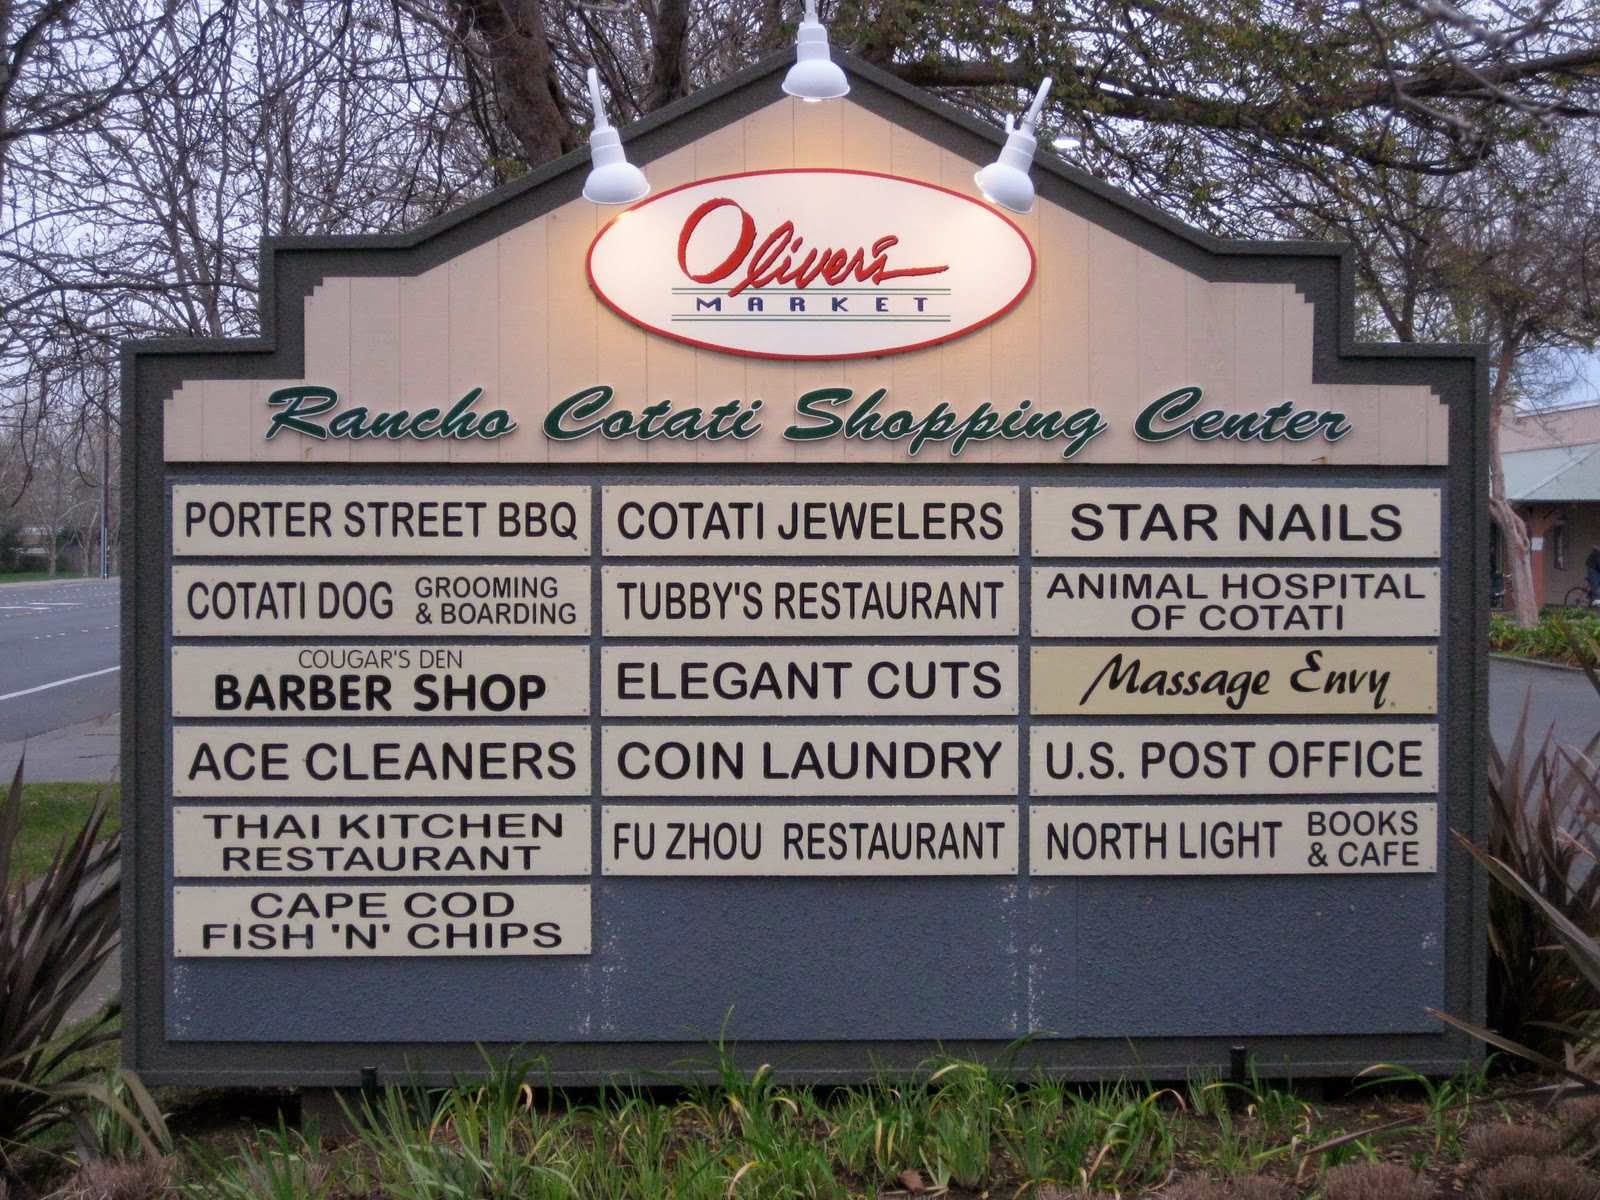 Oliver's
MARKET
Rancho Cotati Shopping Center
PORTER STREET BBQ
COTATI DOG GROOMING
& BOARDING
COUGAR'S DEN
BARBER SHOP
ACE CLEANERS
THAI KITCHEN
RESTAURANT
CAPE COD
FISH 'N' CHIPS
COTATI JEWELERS
TUBBY'S RESTAURANT
ELEGANT CUTS
COIN LAUNDRY
FU ZHOU RESTAURANT
STAR NAILS
ANIMAL HOSPITAL
OF COTATI
Massage Envy
U.S. POST OFFICE
NORTH LIGHT BOOKS
& CAFE